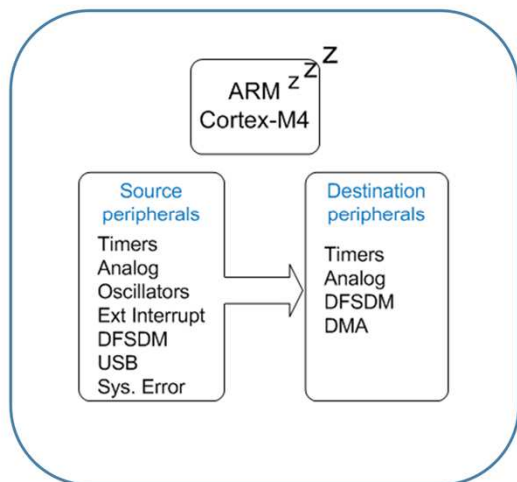 ARM z z z
Cortex-M4
Source
peripherals
Timers
Analog
Oscillators
Ext Interrupt
DFSDM
USB
Sys. Error
Destination
peripherals
Timers
Analog
DFSDM
DMA